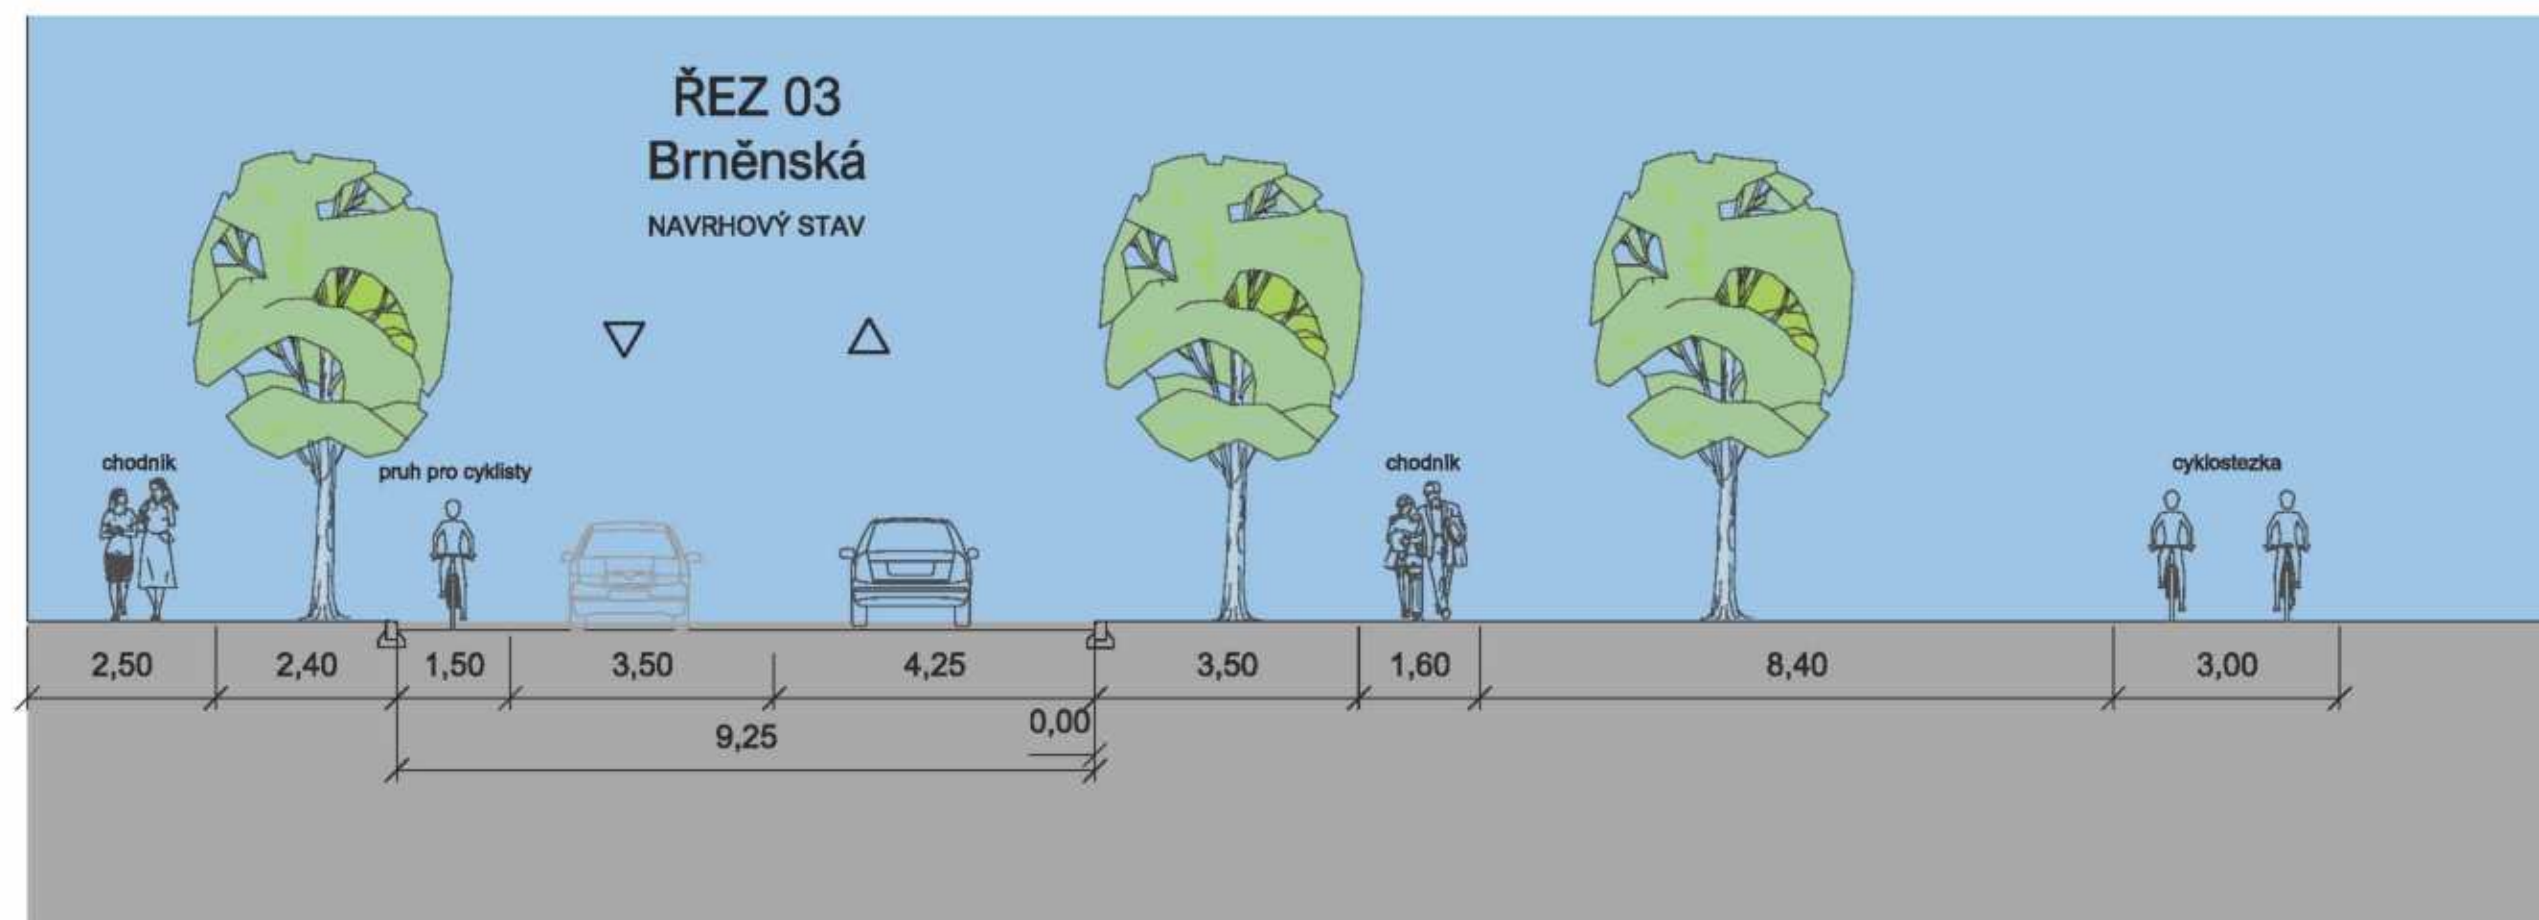 ŘEZ 03
Brněnská
NAVRHOVÝ STAV
chodník
pruh pro cyklisty
chodník
cyklostezka
2,50 2,40 1,50 3,50 4,25 3,50 1,60 8,40 3,00
9,25 0,00